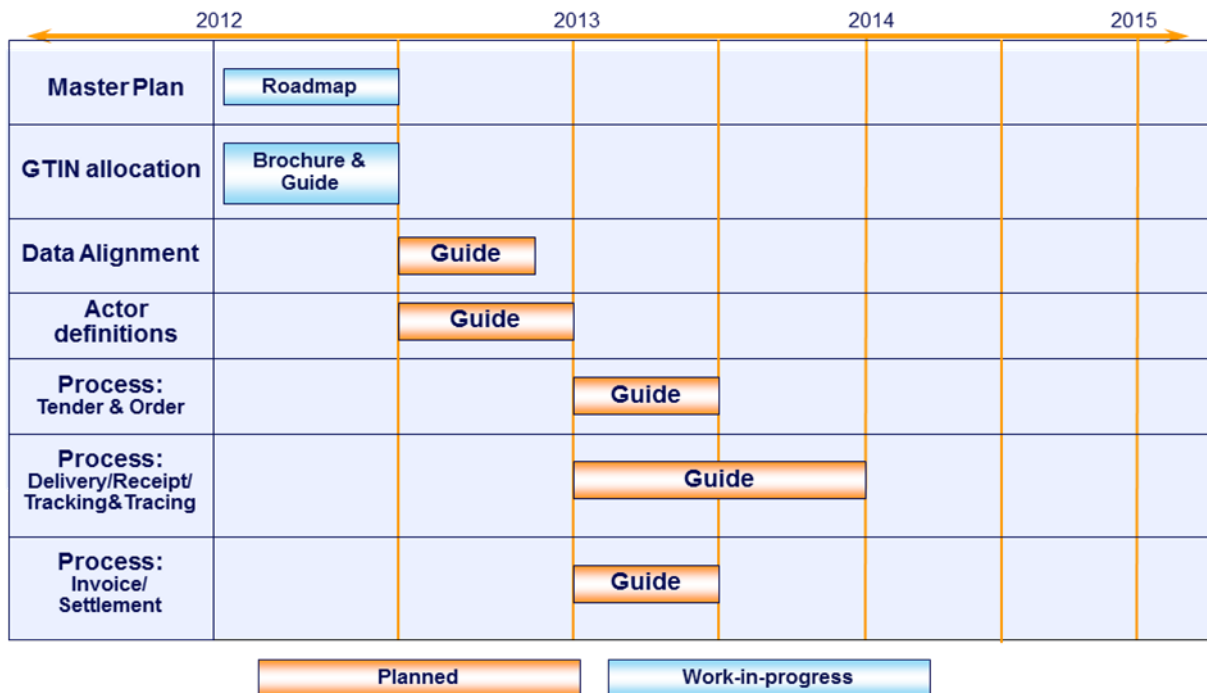 2012 2013 2014 2015
Master Plan
Roadmap
GTIN allocation
Brochure &
Guide
Data Alignment
Guide
Actor
definitions
Guide
Process:
Tender & Order
Guide
Process:
Delivery/Receipt/
Tracking&Tracing
Guide
Process:
Invoice/
Settlement
Guide
Planned
Work-in-progress